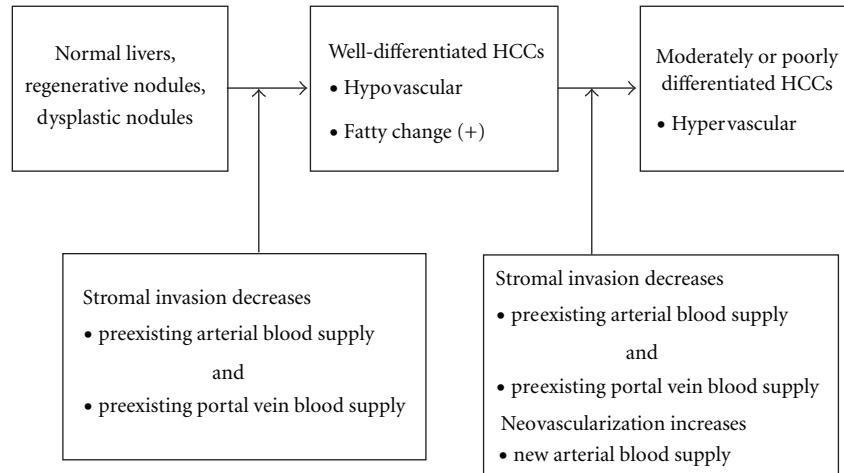 Normal livers,
regenerative nodules,
dysplastic nodules
Well-differentiated HCCs
• Hypovascular
• Fatty change (+)
Moderately or poorly
differentiated HCCs
• Hypervascular
Stromal invasion decreases
• preexisting arterial blood supply
and
• preexisting portal vein blood supply
Stromal invasion decreases
• preexisting arterial blood supply
and
• preexisting portal vein blood supply
Neovascularization increases
• new arterial blood supply